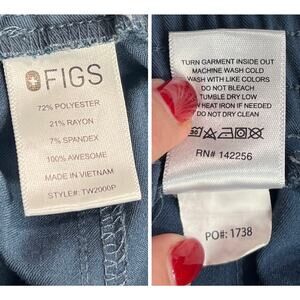 FIGS
72% POLYESTER
21% RAYON
7% SPANDEX
100% AWESOME
MADE IN VIETNAM
STYLE#: TW2000P
TURN GARMENT INSIDE OUT
MACHINE WASH COLD
WASH WITH LIKE COLORS
DO NOT BLEACH
TUMBLE DRY LOW
HEAT IRON IF NEEDED
DO NOT DRY CLEAN
RN# 142256
PO#: 1738